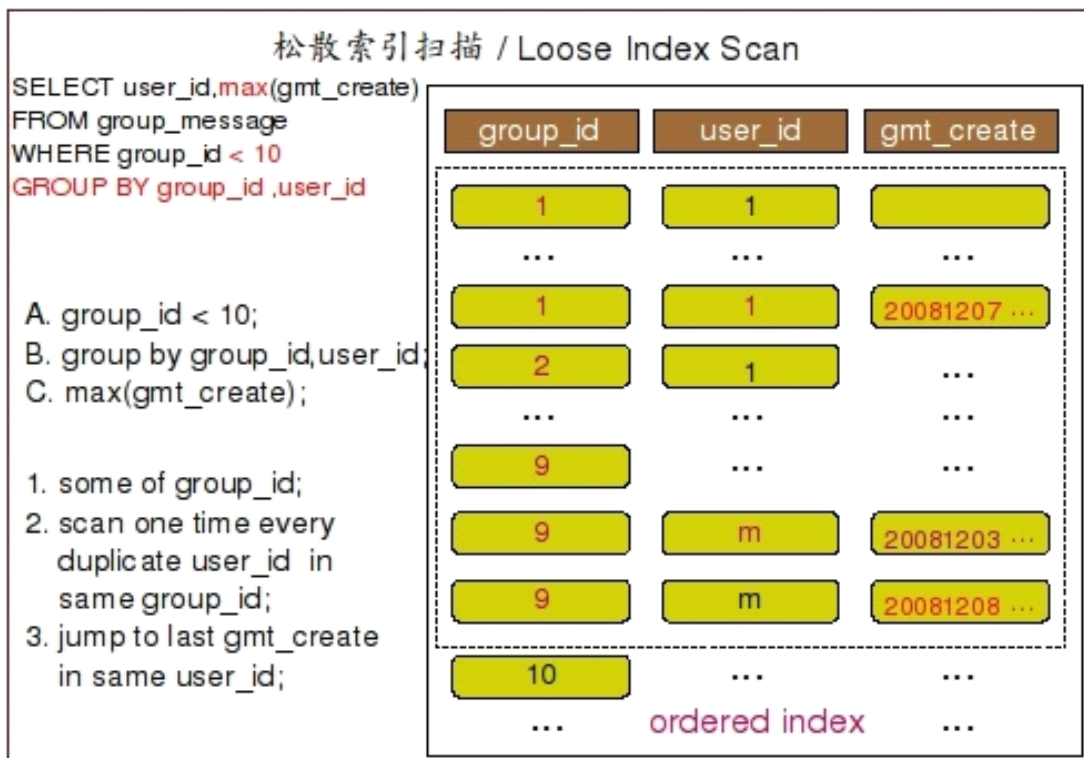 松散索引扫描 / Loose Index Scan
SELECT user_id,max(gmt_create)
FROM group_message
WHERE group_id < 10
GROUP BY group_id ,user_id
A. group_id < 10;
B. group by group_id,user_id;
C. max(gmt_create);
1. some of group_id;
2. scan one time every
duplicate user_id in
same group_id;
3. jump to last gmt_create
in same user_id;
group_id user_id gmt_create
1 1
... ... ...
1 1 20081207 ...
2 1 ...
... ... ...
9 ... ...
9 m 20081203 ...
9 m 20081208 ...
10 ... ...
... ordered index ...